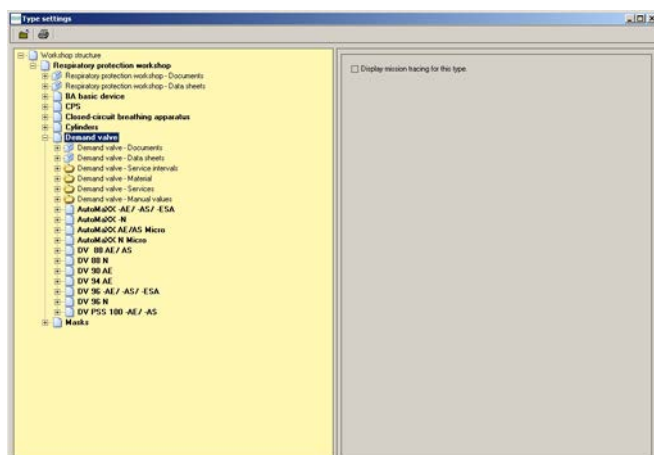 Type settings
Workshop structure
Respiratory protection workshop
Respiratory protection workshop - Documents
Respiratory protection workshop - Data sheets
BA basic device
CPS
Closed-circuit breathing apparatus
Cylinders
Demand valve
Demand valve - Documents
Demand valve - Data sheets
Demand valve - Service intervals
Demand valve - Material
Demand valve - Services
Demand valve - Manual values
AutoMaXX -AE/ -AS/ -ESA
AutoMaXX -N
AutoMaXX AE/AS Micro
AutoMaXX N Micro
DV 88 AE/ AS
DV 88 N
DV 90 AE
DV 94 AE
DV 96 -AE/ -AS/ -ESA
DV 96 N
DV PSS 100 -AE/ -AS
Masks
Display mission tracing for this type.